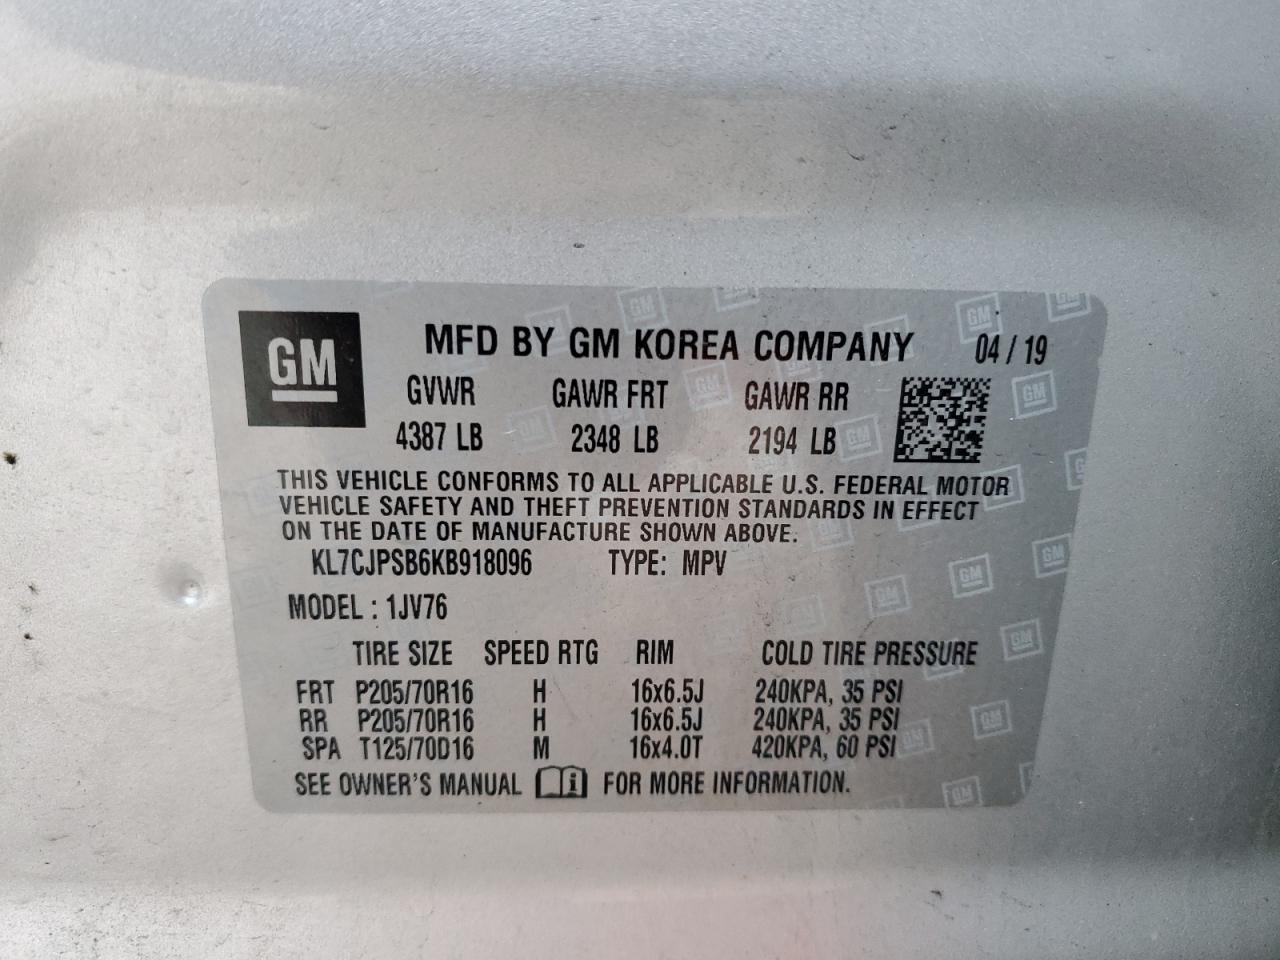 GM MFD BY GM KOREA COMPANY 04 / 19
GVWR GAWR FRT GAWR RR
4387 LB 2348 LB 2194 LB
THIS VEHICLE CONFORMS TO ALL APPLICABLE U.S. FEDERAL MOTOR
VEHICLE SAFETY AND THEFT PREVENTION STANDARDS IN EFFECT
ON THE DATE OF MANUFACTURE SHOWN ABOVE.
KL7CJPSB6KB918096 TYPE: MPV
MODEL : 1JV76
TIRE SIZE SPEED RTG RIM COLD TIRE PRESSURE
FRT P205/70R16 H 16x6.5J 240KPA, 35 PSI
RR P205/70R16 H 16x6.5J 240KPA, 35 PSI
SPA T125/70D16 M 16x4.0T 420KPA, 60 PSI
SEE OWNER'S MANUAL FOR MORE INFORMATION.